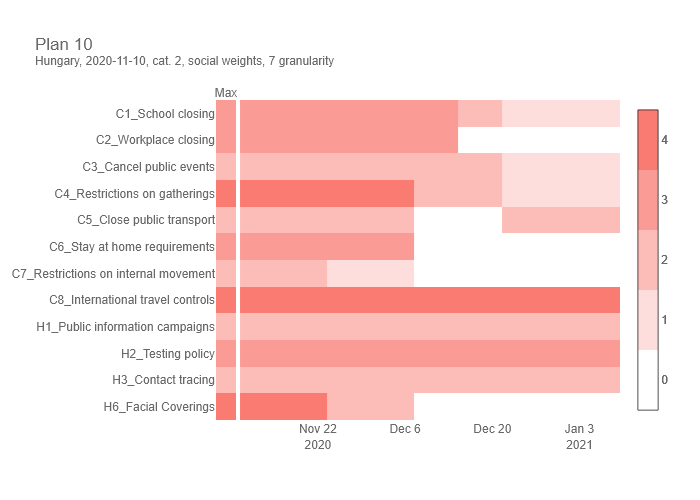 Plan 10
Hungary, 2020-11-10, cat. 2, social weights, 7 granularity
Max
C1_School closing
C2_Workplace closing
C3_Cancel public events
C4_Restrictions on gatherings
C5_Close public transport
C6_Stay at home requirements
C7_Restrictions on internal movement
C8_International travel controls
H1_Public information campaigns
H2_Testing policy
H3_Contact tracing
H6_Facial Coverings
Nov 22
2020
Dec 6
Dec 20
Jan 3
2021
4
3
2
1
0